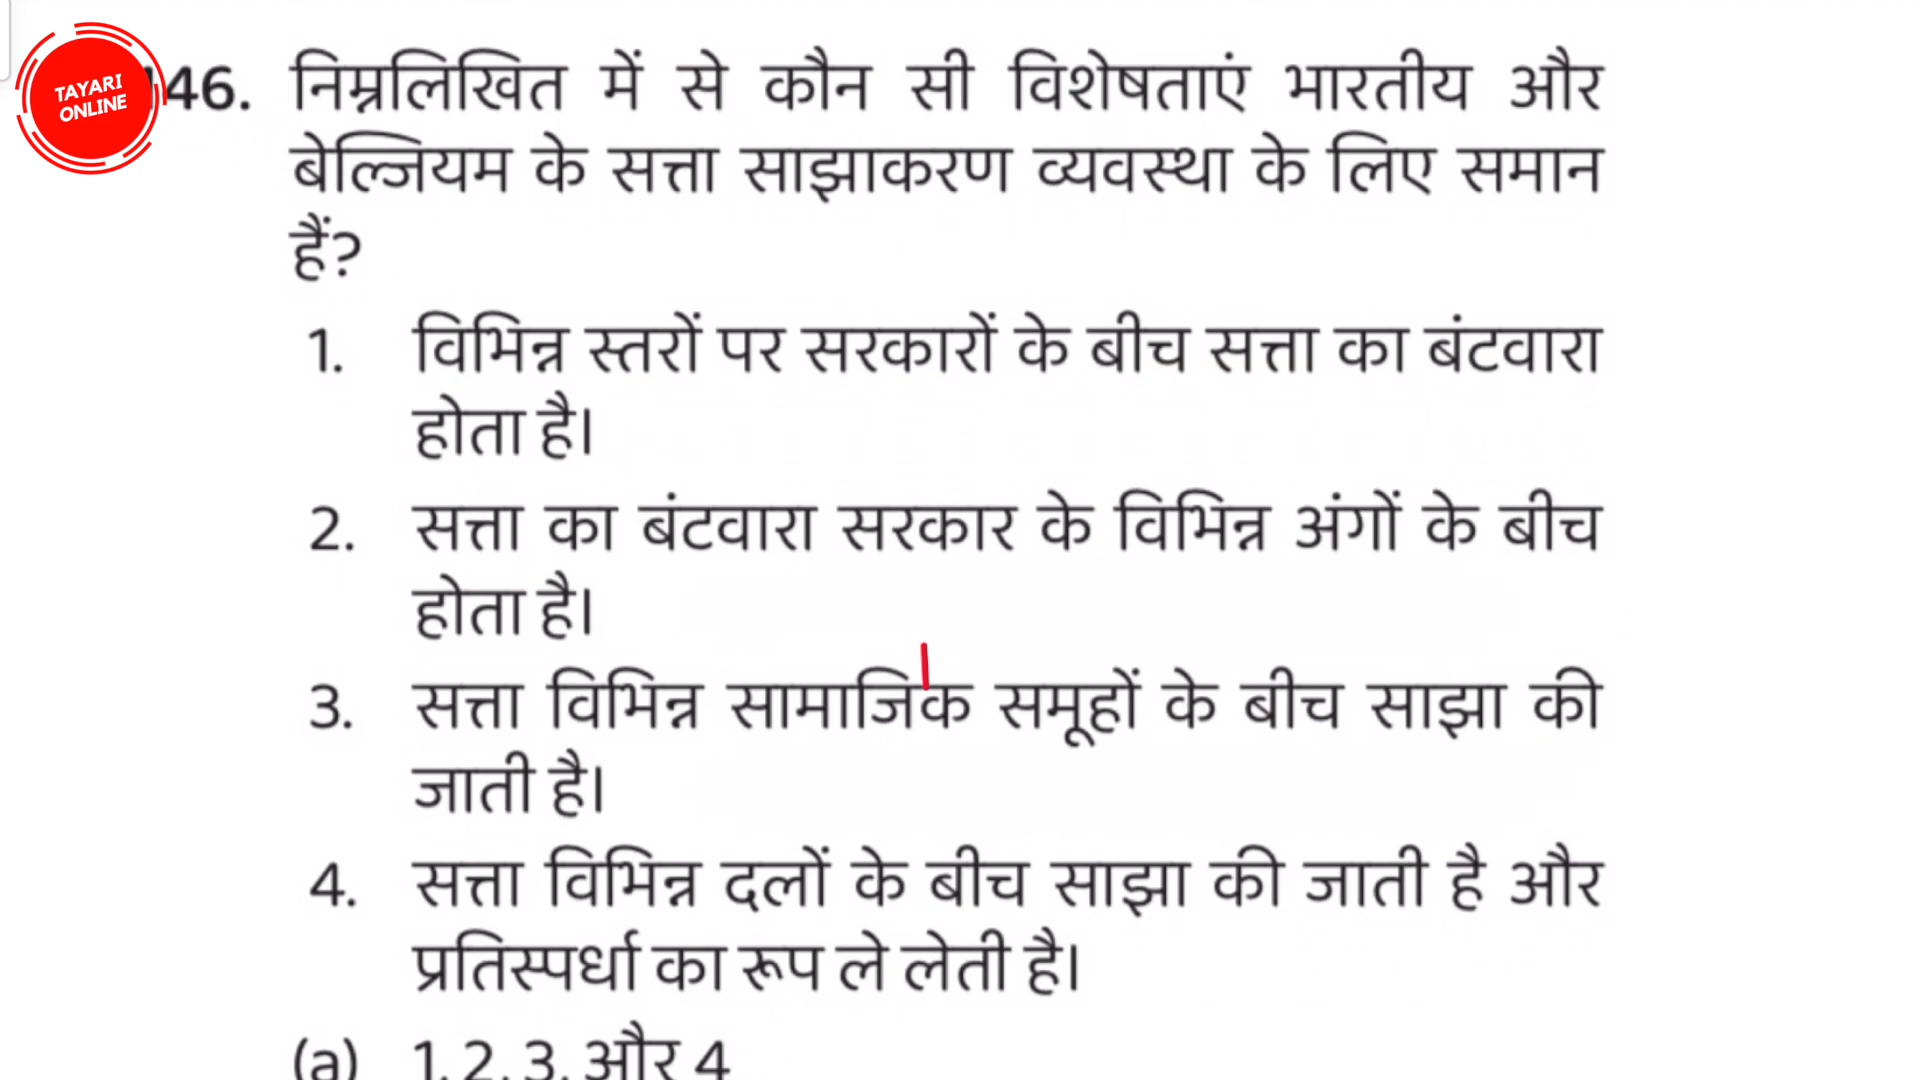 TAYARI
ONLINE
146. निम्नलिखित में से कौन सी विशेषताएं भारतीय और
बेल्जियम के सत्ता साझाकरण व्यवस्था के लिए समान
हैं?
1. विभिन्न स्तरों पर सरकारों के बीच सत्ता का बंटवारा
होता है।
2. सत्ता का बंटवारा सरकार के विभिन्न अंगों के बीच
होता है।
3. सत्ता विभिन्न सामाजिक समूहों के बीच साझा की
जाती है।
4. सत्ता विभिन्न दलों के बीच साझा की जाती है और
प्रतिस्पर्धा का रूप ले लेती है।
(a) 1, 2, 3, और 4